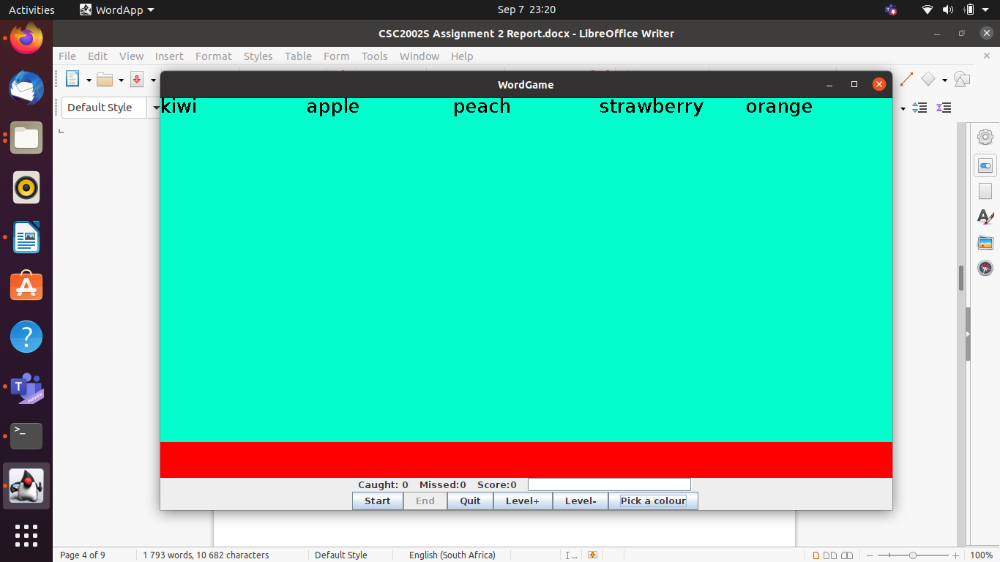 Activities WordApp Sep 7 23:20
CSC2002S Assignment 2 Report.docx - LibreOffice Writer
File Edit View Insert Format Styles Table Form Tools Window Help
WordGame
Default Style
kiwi apple peach strawberry orange
Caught: 0 Missed:0 Score:0
Start End Quit Level+ Level- Pick a colour
Page 4 of 9 1 793 words, 10 682 characters Default Style English (South Africa) 100%